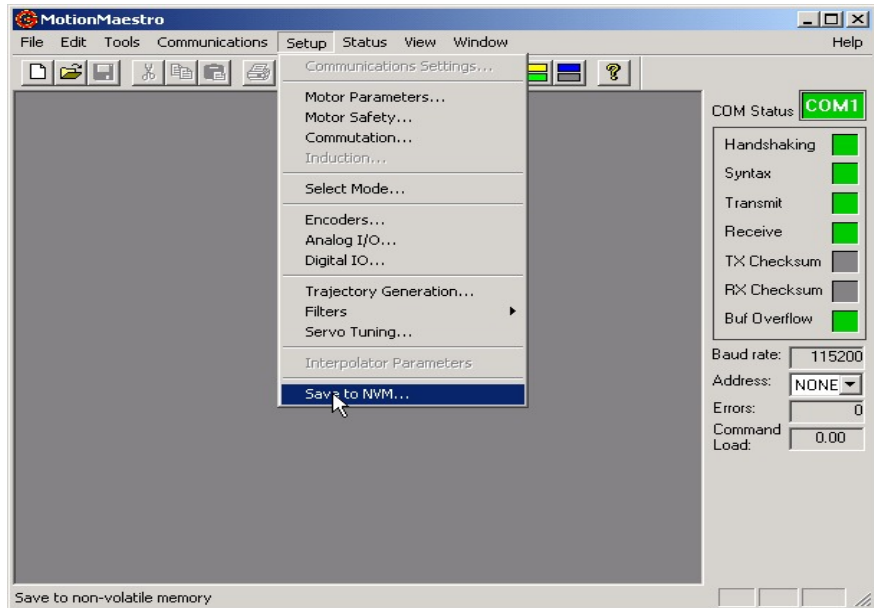 MotionMaestro
File Edit Tools Communications Setup Status View Window Help
Communications Settings...
Motor Parameters...
Motor Safety...
Commutation...
Induction...
Select Mode...
Encoders...
Analog I/O...
Digital IO...
Trajectory Generation...
Filters
Servo Tuning...
Interpolator Parameters
Save to NVM...
COM Status COM1
Handshaking
Syntax
Transmit
Receive
TX Checksum
RX Checksum
Buf Overflow
Baud rate: 115200
Address: NONE
Errors: 0
Command
Load: 0.00
Save to non-volatile memory